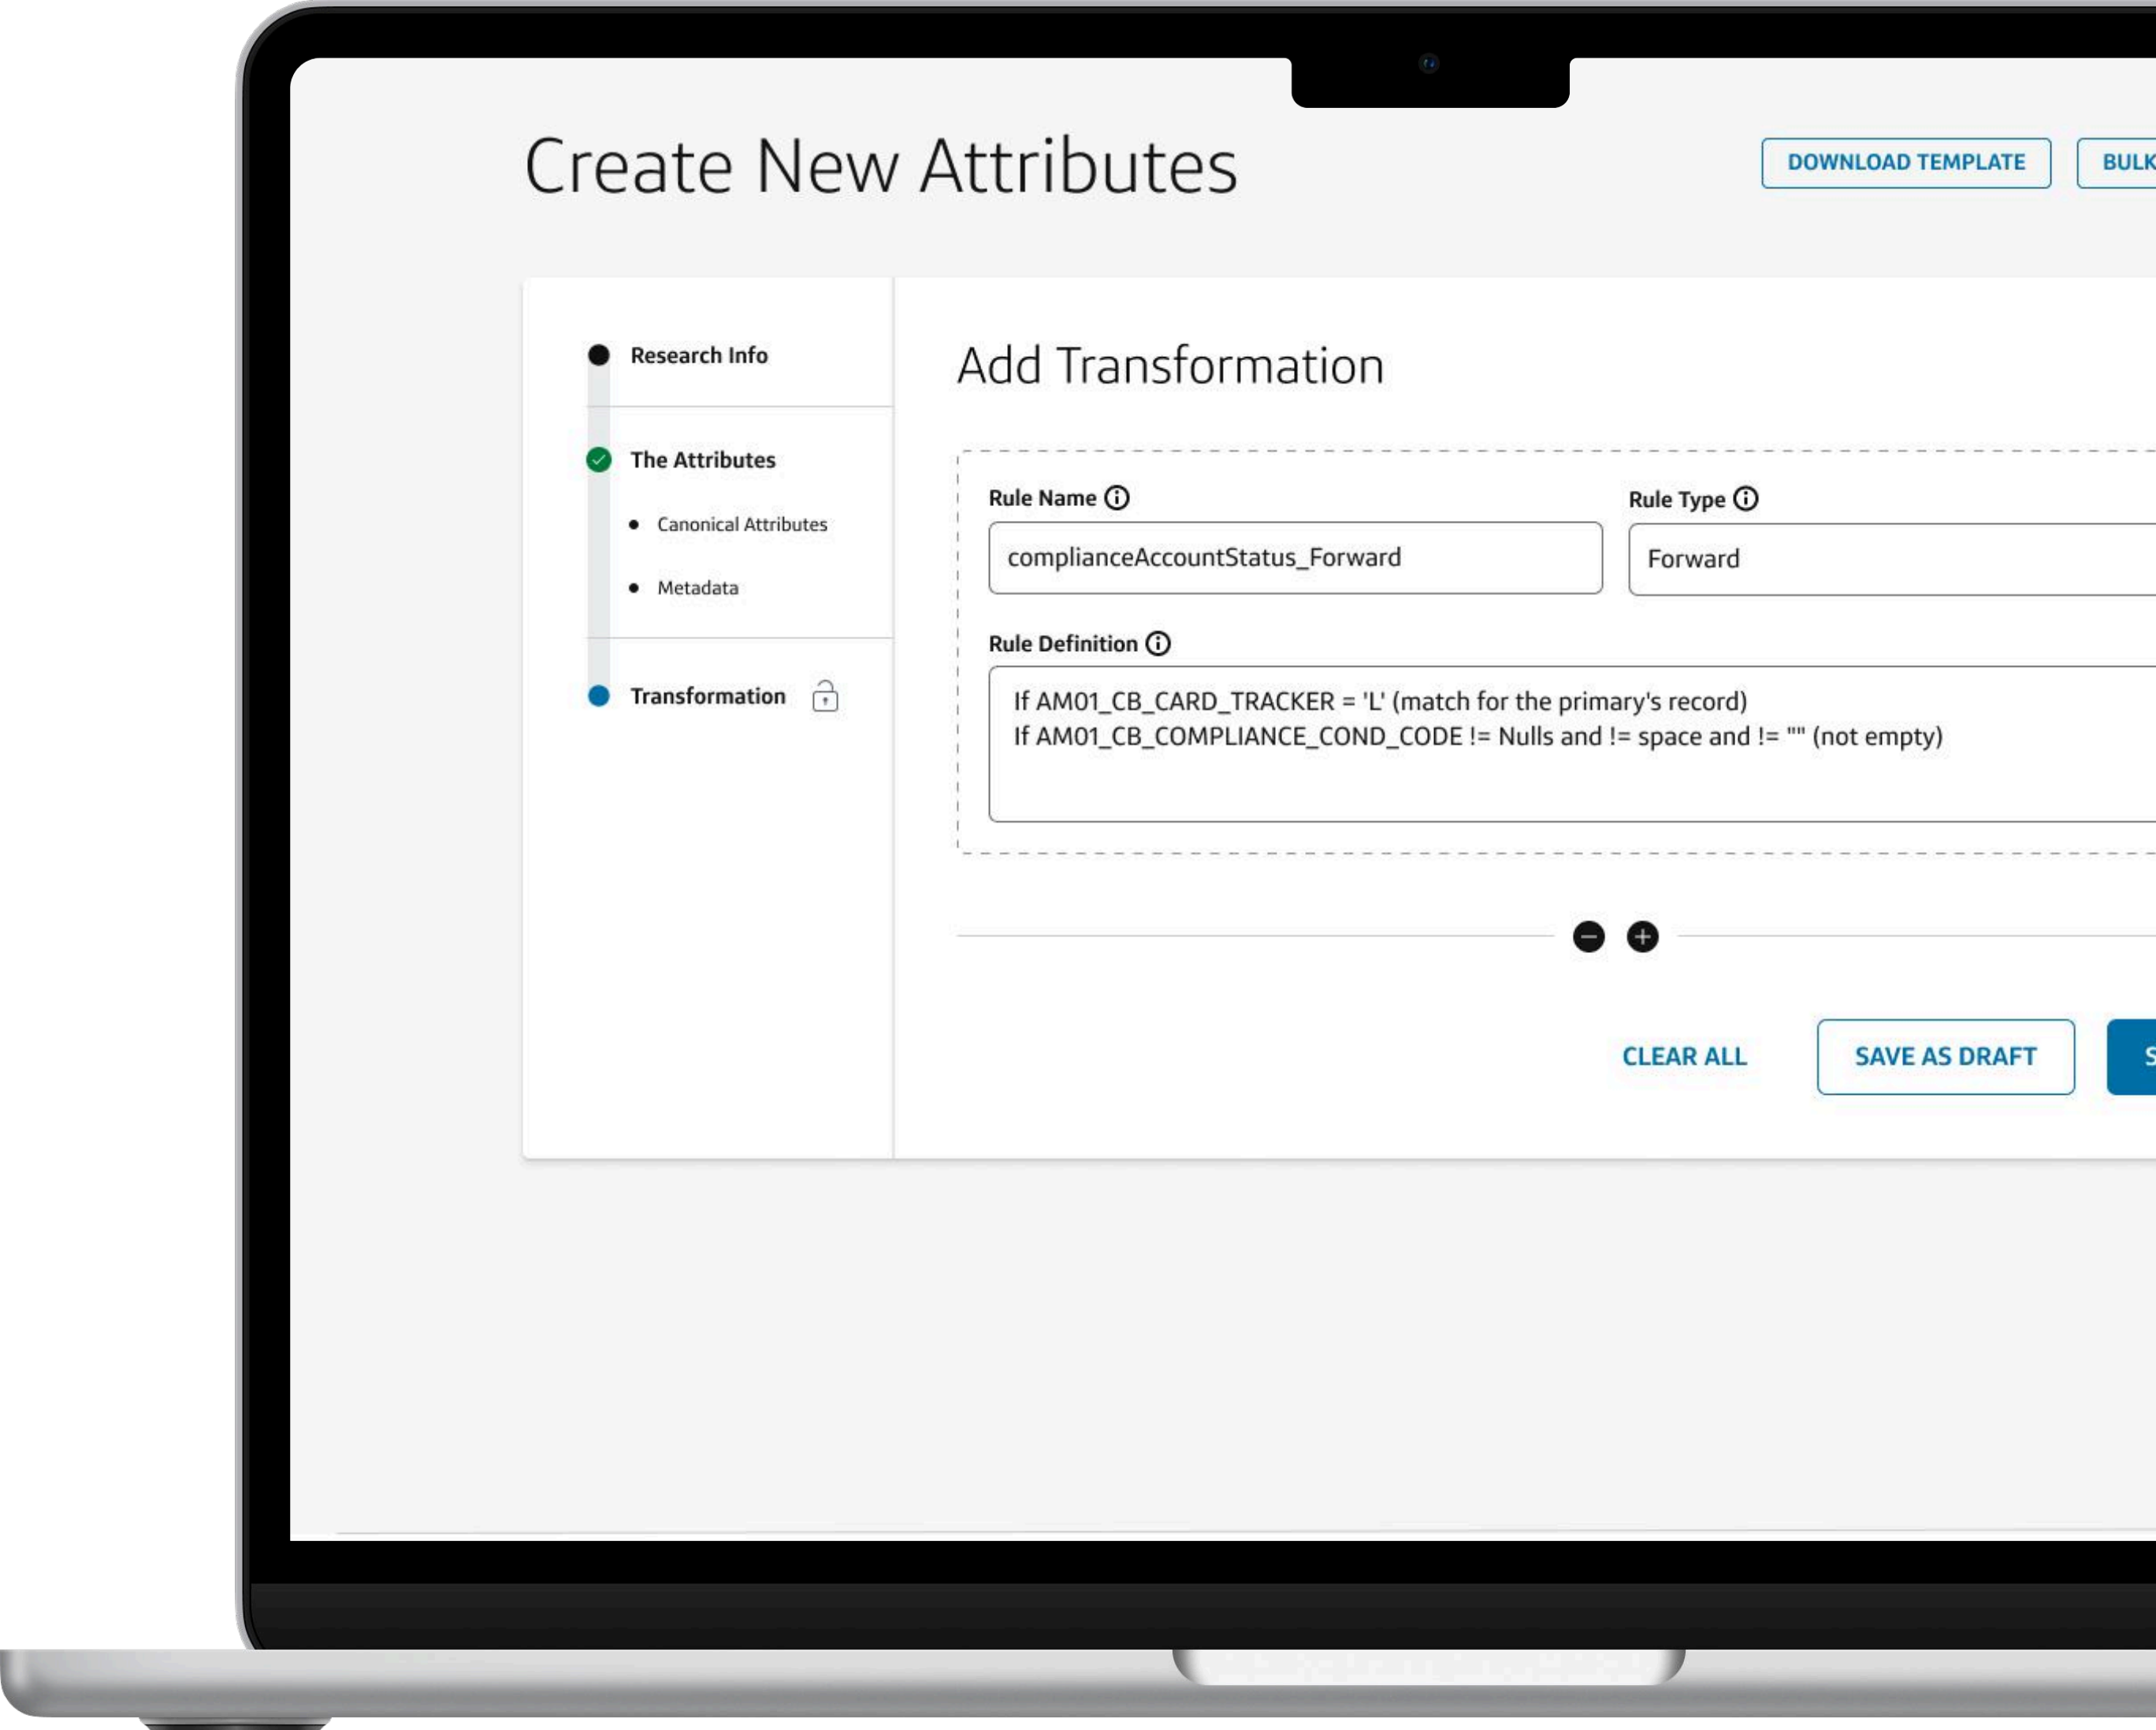 Create New Attributes
DOWNLOAD TEMPLATE
BULK
Research Info
The Attributes
Canonical Attributes
Metadata
Transformation
Add Transformation
Rule Name
Rule Type
complianceAccountStatus_Forward
Forward
Rule Definition
If AM01_CB_CARD_TRACKER = 'L' (match for the primary's record)
If AM01_CB_COMPLIANCE_COND_CODE != Nulls and != space and != "" (not empty)
CLEAR ALL
SAVE AS DRAFT